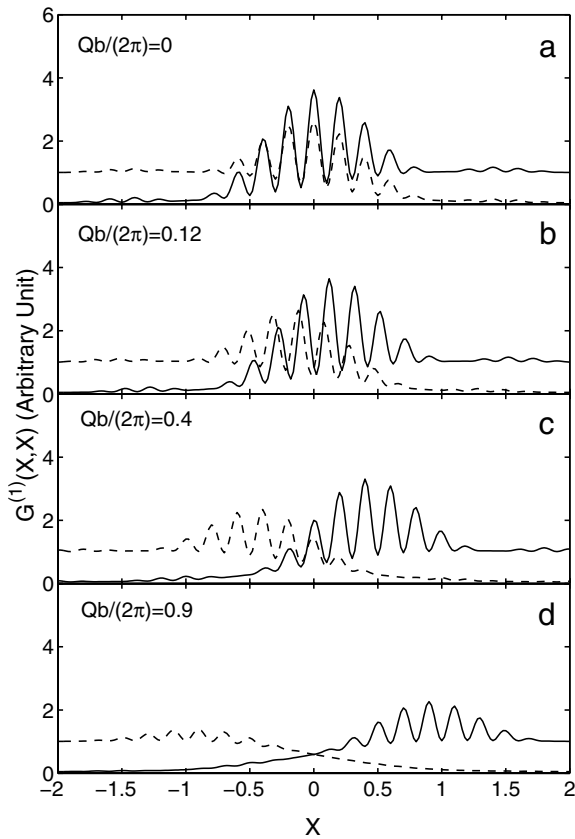 6
Qb/(2π)=0
a
4
2
0
Qb/(2π)=0.12
b
4
2
0
Qb/(2π)=0.4
c
4
2
0
Qb/(2π)=0.9
d
4
2
0
−2
−1.5
−1
−0.5
0
0.5
1
1.5
2
X
G(1)(X,X) (Arbitrary Unit)